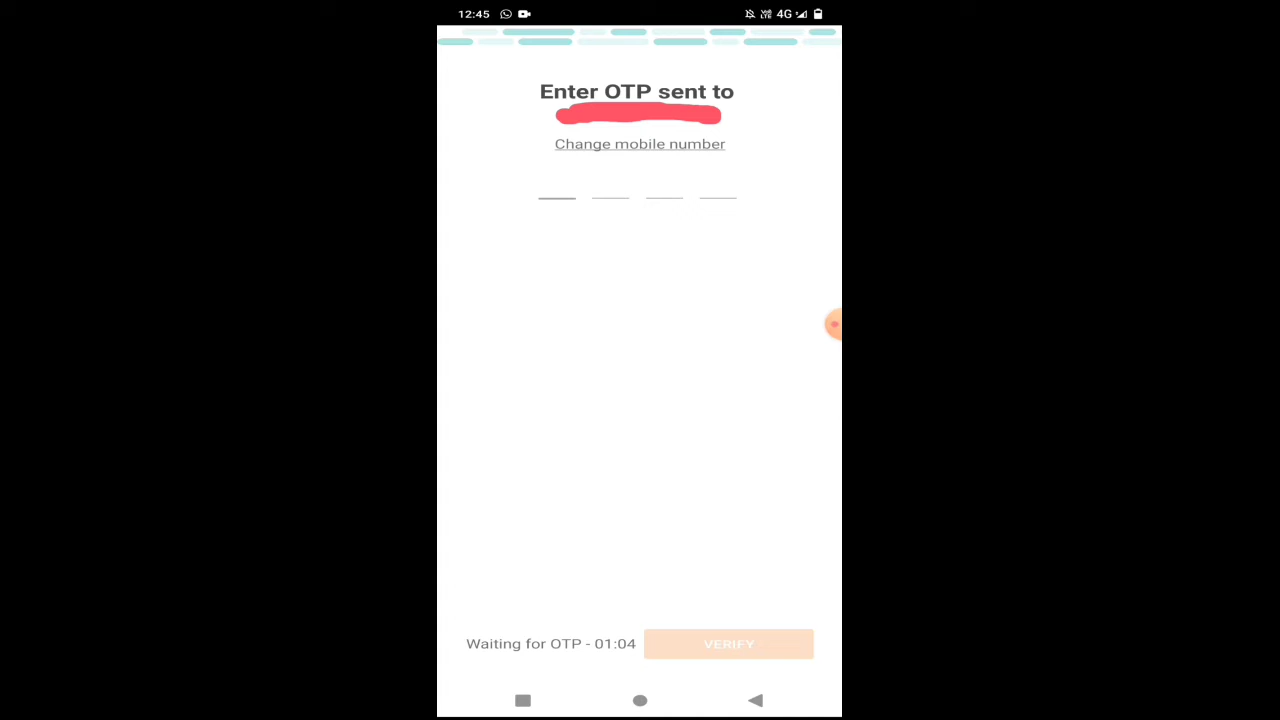 12:45 4G
Enter OTP sent to
Change mobile number
Waiting for OTP - 01:04 VERIFY